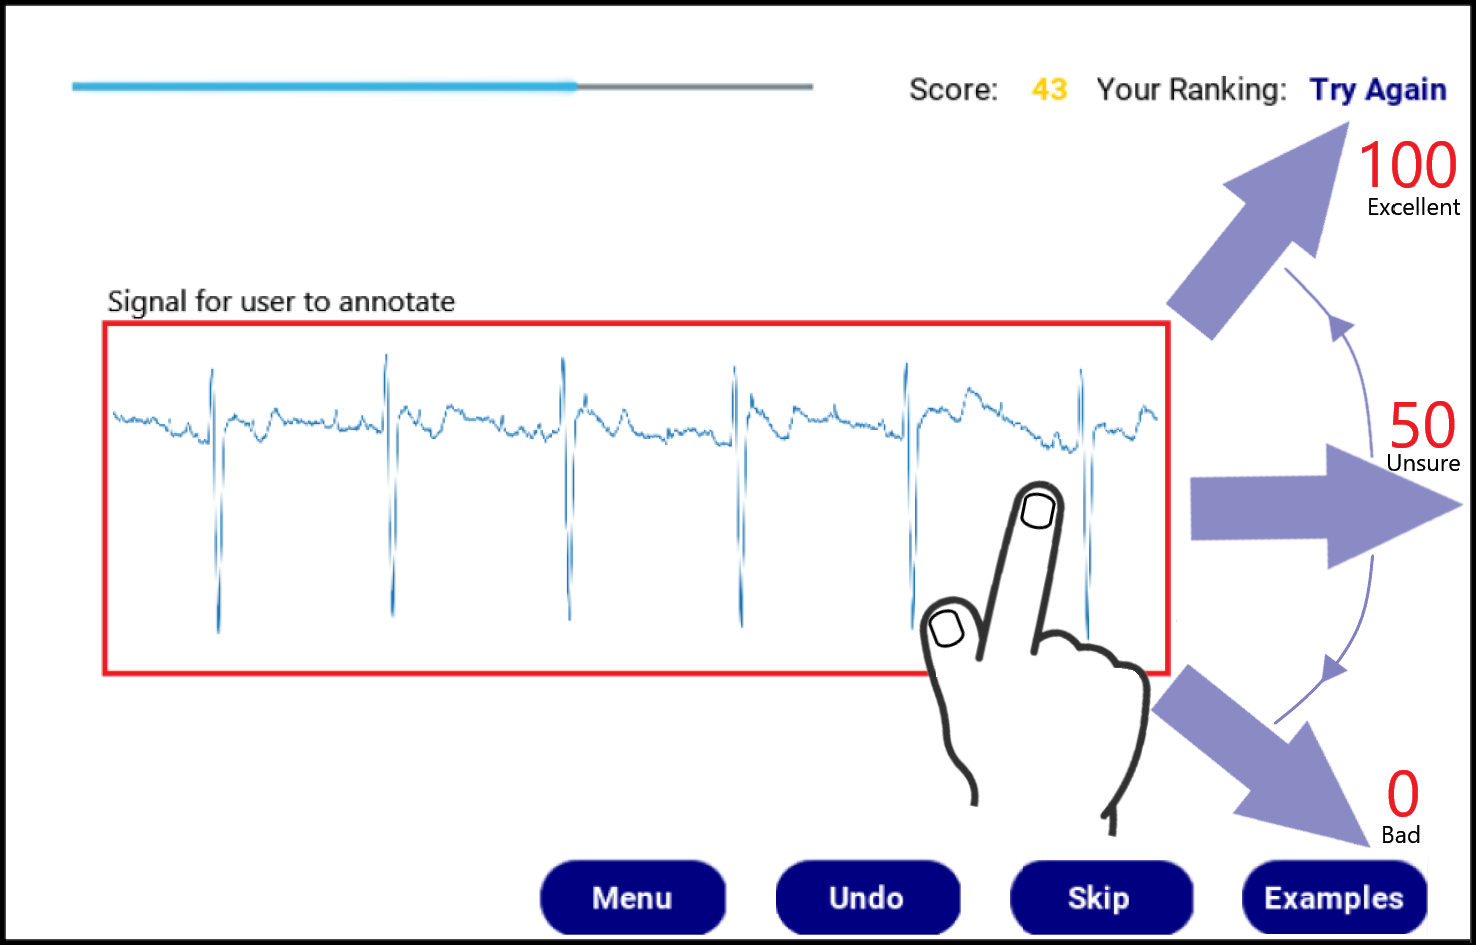 Score: 43 Your Ranking: Try Again
100
Excellent
Signal for user to annotate
50
Unsure
0
Bad
Menu Undo Skip Examples